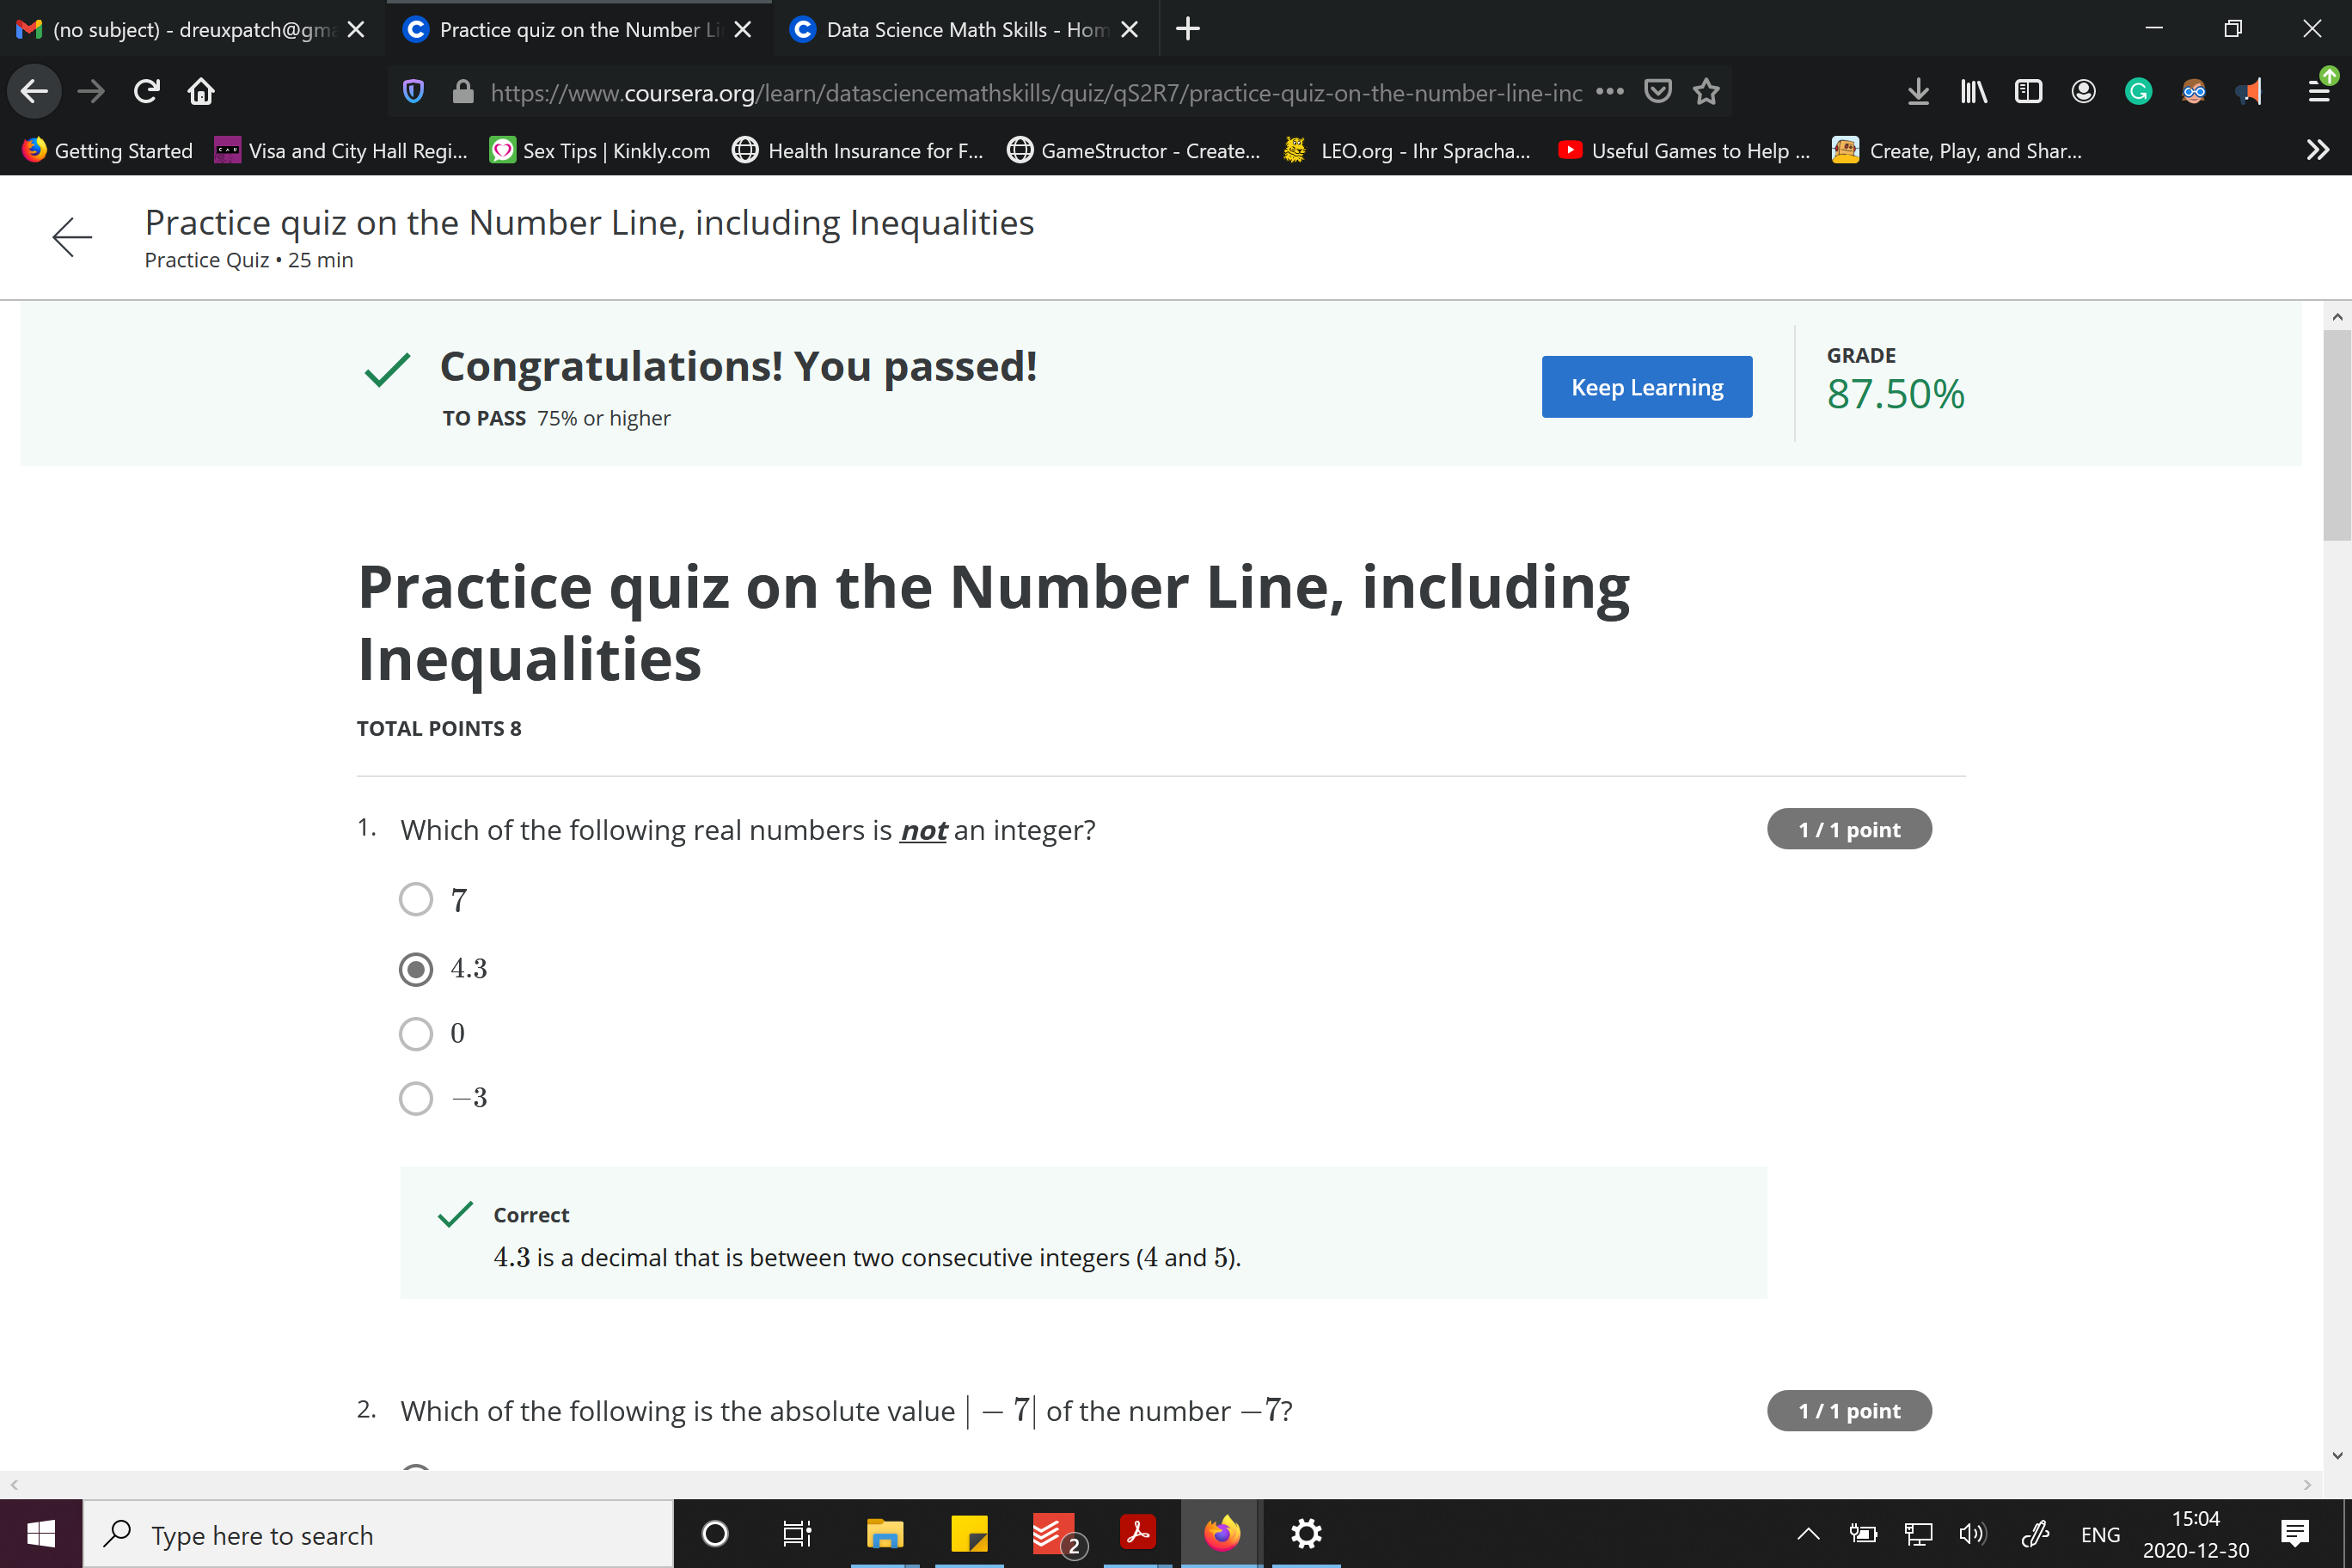 (no subject) - dreuxpatch@gma
Practice quiz on the Number Li
Data Science Math Skills - Hom
https://www.coursera.org/learn/datasciencemathskills/quiz/qS2R7/practice-quiz-on-the-number-line-inc
Getting Started
Visa and City Hall Regi...
Sex Tips | Kinkly.com
Health Insurance for F...
GameStructor - Create...
LEO.org - Ihr Spracha...
Useful Games to Help ...
Create, Play, and Shar...
Practice quiz on the Number Line, including Inequalities
Practice Quiz • 25 min
Congratulations! You passed!
TO PASS 75% or higher
Keep Learning
GRADE
87.50%
Practice quiz on the Number Line, including
Inequalities
TOTAL POINTS 8
1. Which of the following real numbers is not an integer?
1 / 1 point
7
4.3
0
−3
Correct
4.3 is a decimal that is between two consecutive integers (4 and 5).
2. Which of the following is the absolute value | − 7| of the number −7?
1 / 1 point
Type here to search
2
ENG
15:04
2020-12-30